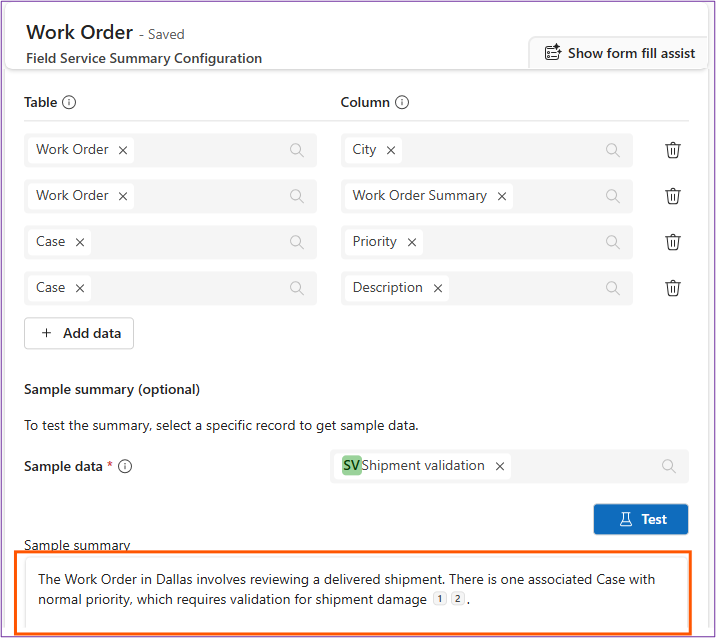 Work Order - Saved
Field Service Summary Configuration
Show form fill assist
Table Column
Work Order City
Work Order Work Order Summary
Case Priority
Case Description
+ Add data
Sample summary (optional)
To test the summary, select a specific record to get sample data.
Sample data * SV Shipment validation
Test
Sample summary
The Work Order in Dallas involves reviewing a delivered shipment. There is one associated Case with
normal priority, which requires validation for shipment damage 1 2 .